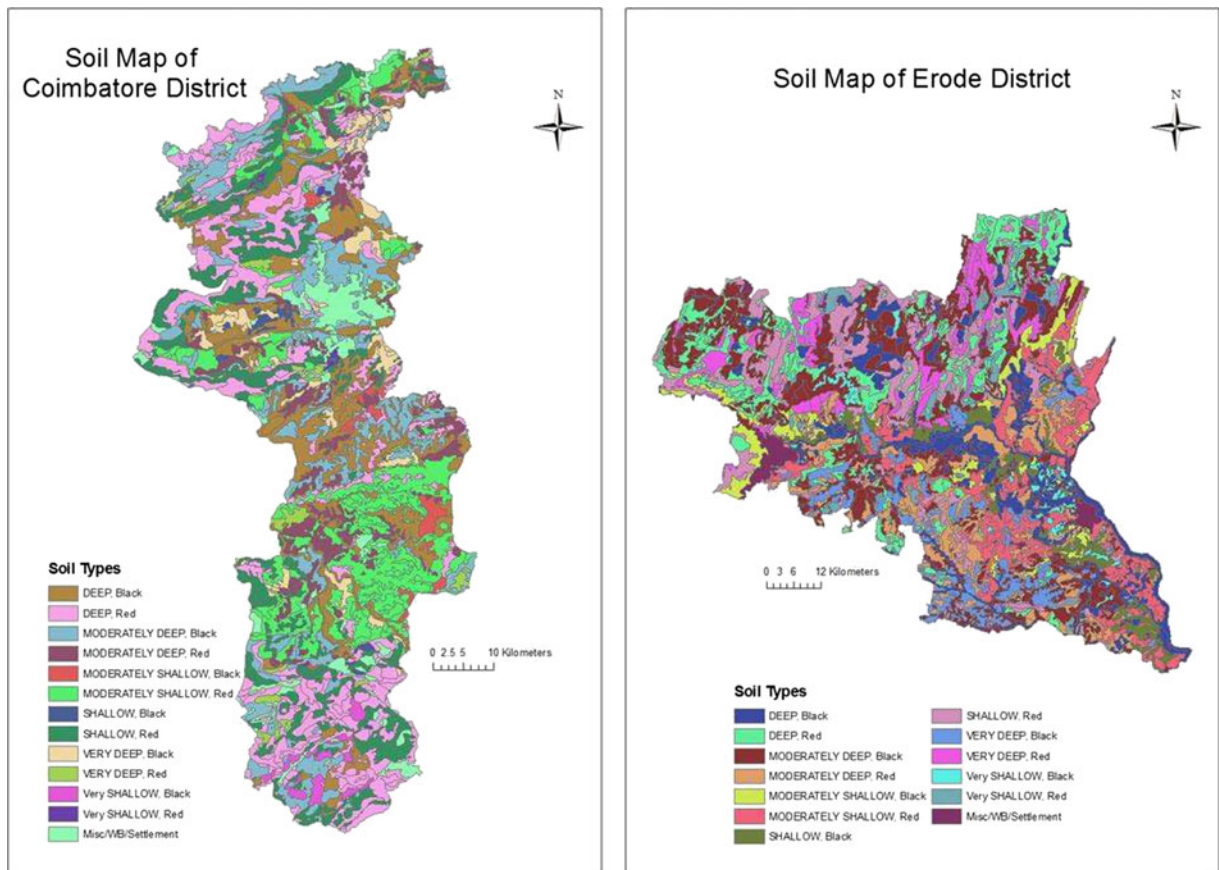 Soil Map of
Coimbatore District
N
Soil Types
DEEP, Black
DEEP, Red
MODERATELY DEEP, Black
MODERATELY DEEP, Red
MODERATELY SHALLOW, Black
MODERATELY SHALLOW, Red
SHALLOW, Black
SHALLOW, Red
VERY DEEP, Black
VERY DEEP, Red
Very SHALLOW, Black
Very SHALLOW, Red
Misc/WB/Settlement
0 2.5 5 10 Kilometers
Soil Map of Erode District
N
0 3 6 12 Kilometers
Soil Types
DEEP, Black
DEEP, Red
MODERATELY DEEP, Black
MODERATELY DEEP, Red
MODERATELY SHALLOW, Black
MODERATELY SHALLOW, Red
SHALLOW, Black
SHALLOW, Red
VERY DEEP, Black
VERY DEEP, Red
Very SHALLOW, Black
Very SHALLOW, Red
Misc/WB/Settlement